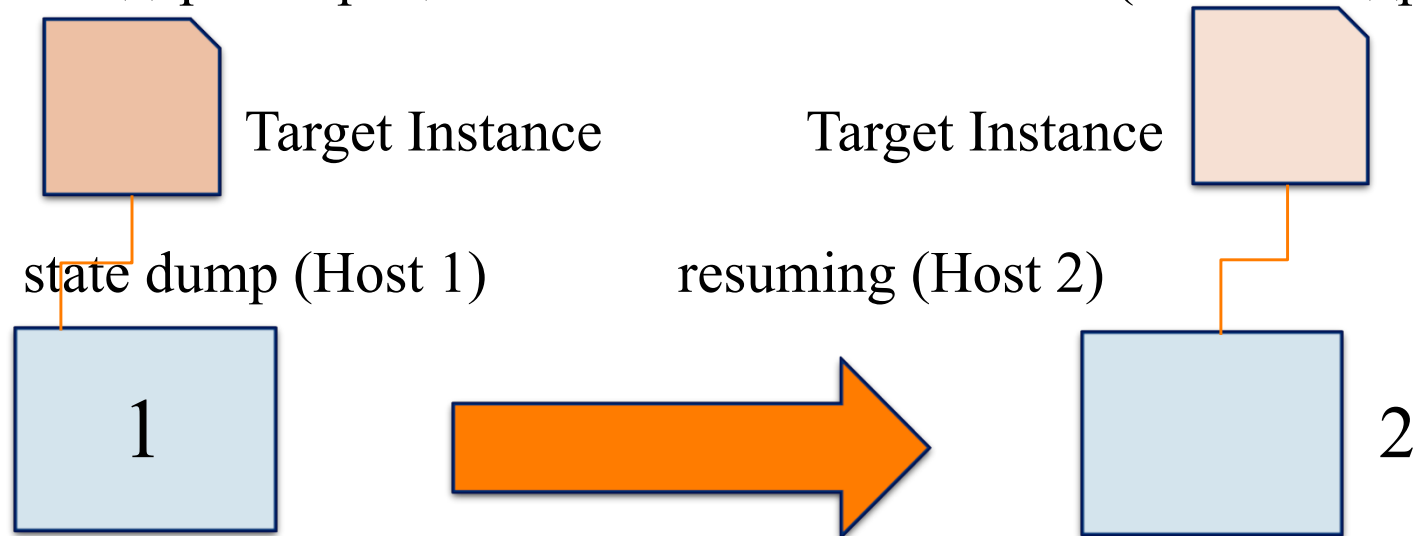 Target Instance
Target Instance
state dump (Host 1)
resuming (Host 2)
1
2